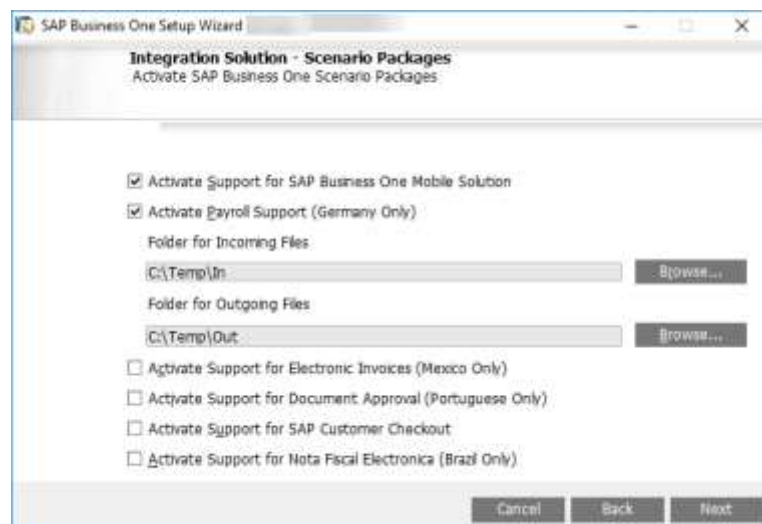 SAP Business One Setup Wizard
Integration Solution - Scenario Packages
Activate SAP Business One Scenario Packages
Activate Support for SAP Business One Mobile Solution
Activate Payroll Support (Germany Only)
Folder for Incoming Files
C:\Temp\In
Browse...
Folder for Outgoing Files
C:\Temp\Out
Browse...
Activate Support for Electronic Invoices (Mexico Only)
Activate Support for Document Approval (Portuguese Only)
Activate Support for SAP Customer Checkout
Activate Support for Nota Fiscal Electronica (Brazil Only)
Cancel Back Next